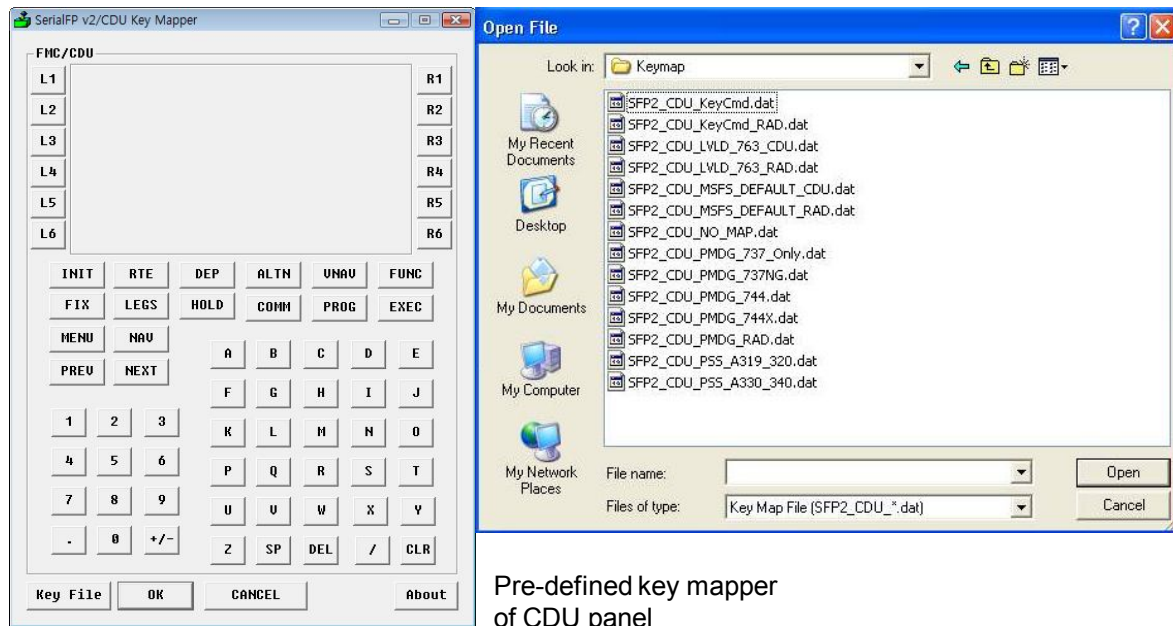 SerialFP v2/CDU Key Mapper
FMC/CDU
L1 R1
L2 R2
L3 R3
L4 R4
L5 R5
L6 R6
INIT RTE DEP ALTN VNAV FUNC
FIX LEGS HOLD COMM PROG EXEC
MENU NAV
PREV NEXT
A B C D E
F G H I J
K L M N O
P Q R S T
U V W X Y
Z SP DEL / CLR
1 2 3
4 5 6
7 8 9
. 0 +/-
Key File OK CANCEL About
Open File
Look in: Keymap
My Recent
Documents
Desktop
My Documents
My Computer
My Network
Places
SFP2_CDU_KeyCmd.dat
SFP2_CDU_KeyCmd_RAD.dat
SFP2_CDU_LVLD_763_CDU.dat
SFP2_CDU_LVLD_763_RAD.dat
SFP2_CDU_MSFS_DEFAULT_CDU.dat
SFP2_CDU_MSFS_DEFAULT_RAD.dat
SFP2_CDU_NO_MAP.dat
SFP2_CDU_PMDG_737_Only.dat
SFP2_CDU_PMDG_737NG.dat
SFP2_CDU_PMDG_744.dat
SFP2_CDU_PMDG_744X.dat
SFP2_CDU_PMDG_RAD.dat
SFP2_CDU_PSS_A319_320.dat
SFP2_CDU_PSS_A330_340.dat
File name: Open
Files of type: Key Map File (SFP2_CDU_*.dat) Cancel
Pre-defined key mapper
of CDU panel